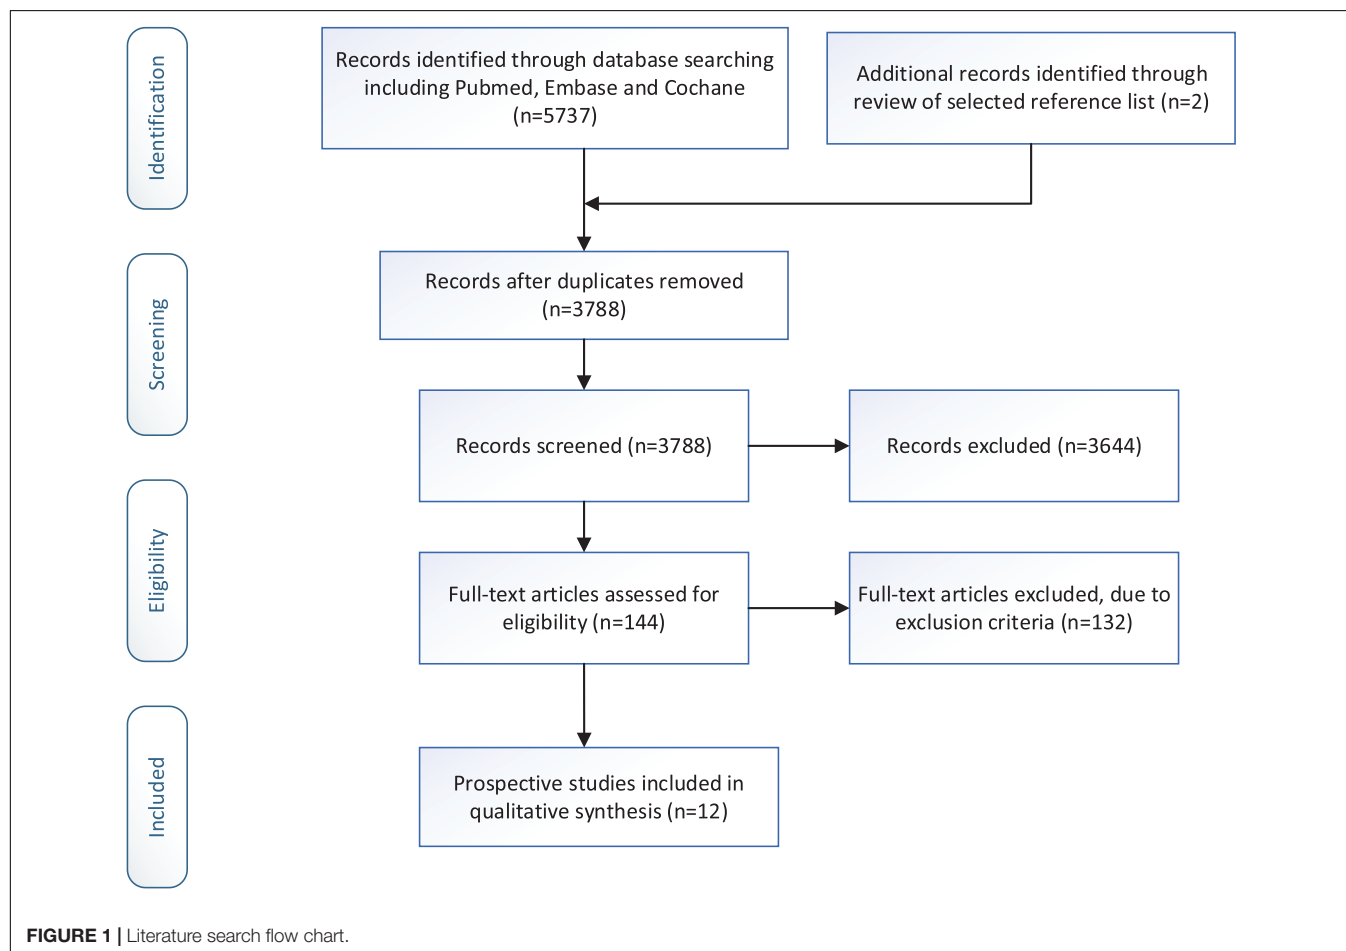 Identification
Records identified through database searching
including Pubmed, Embase and Cochane
(n=5737)
Additional records identified through
review of selected reference list (n=2)
Screening
Records after duplicates removed
(n=3788)
Records screened (n=3788)
Records excluded (n=3644)
Eligibility
Full-text articles assessed for
eligibility (n=144)
Full-text articles excluded, due to
exclusion criteria (n=132)
Included
Prospective studies included in
qualitative synthesis (n=12)
FIGURE 1 | Literature search flow chart.